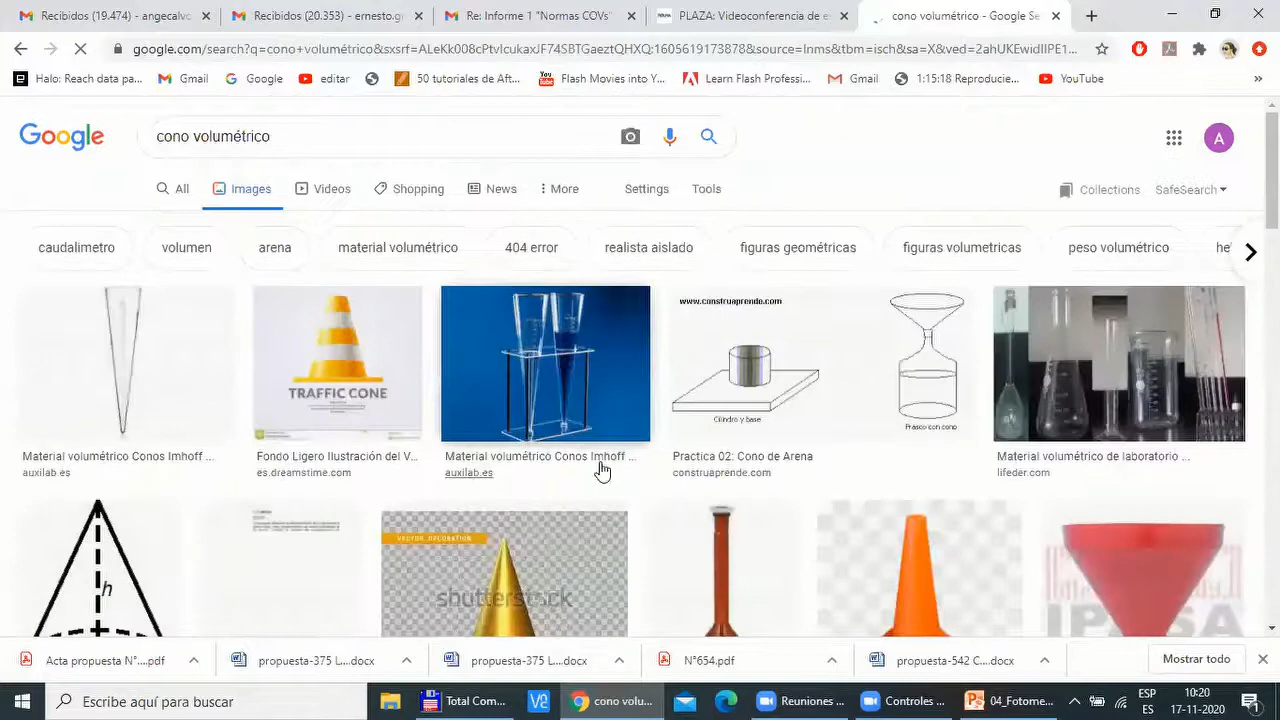 Recibidos (19.474) - angecalvo.
Recibidos (20.353) - ernesto.g
Re: Informe 1 "Normas COVs"
PLAZA: Videoconferencia de e
cono volumétrico - Google Se
google.com/search?q=cono+volumétrico&sxsrf=ALeKk008cPtvIcukaxJF74SBTGaeztQHXQ:1605619173878&source=lnms&tbm=isch&sa=X&ved=2ahUKEwidlIPE1...
Halo: Reach data pa...
Gmail
Google
editar
50 tutoriales de Aft...
Flash Movies into Y...
Learn Flash Professi...
Gmail
1:15:18 Reproducie...
YouTube
Google
cono volumétrico
A
All
Images
Videos
Shopping
News
More
Settings
Tools
Collections
SafeSearch
caudalimetro
volumen
arena
material volumétrico
404 error
realista aislado
figuras geométricas
figuras volumetricas
peso volumétrico
he
TRAFFIC CONE
www.construaprendo.com
Cilindro y base
Frasco con cono
Material volumétrico Conos Imhoff ...
auxilab.es
Fondo Ligero Ilustración del V...
es.dreamstime.com
Material volumétrico Conos Imhoff ...
auxilab.es
Practica 02: Cono de Arena
construaprende.com
Material volumétrico de laboratorio ...
lifeder.com
h
VECTOR
shutterstock
IPASA
Acta propuesta N°....pdf
propuesta-375 L....docx
propuesta-375 L....docx
N°654.pdf
propuesta-542 C....docx
Mostrar todo
Escribe aquí para buscar
Total Com...
cono volu...
Reuniones ...
Controles ...
04_Fotome...
ESP
ES
10:20
17-11-2020